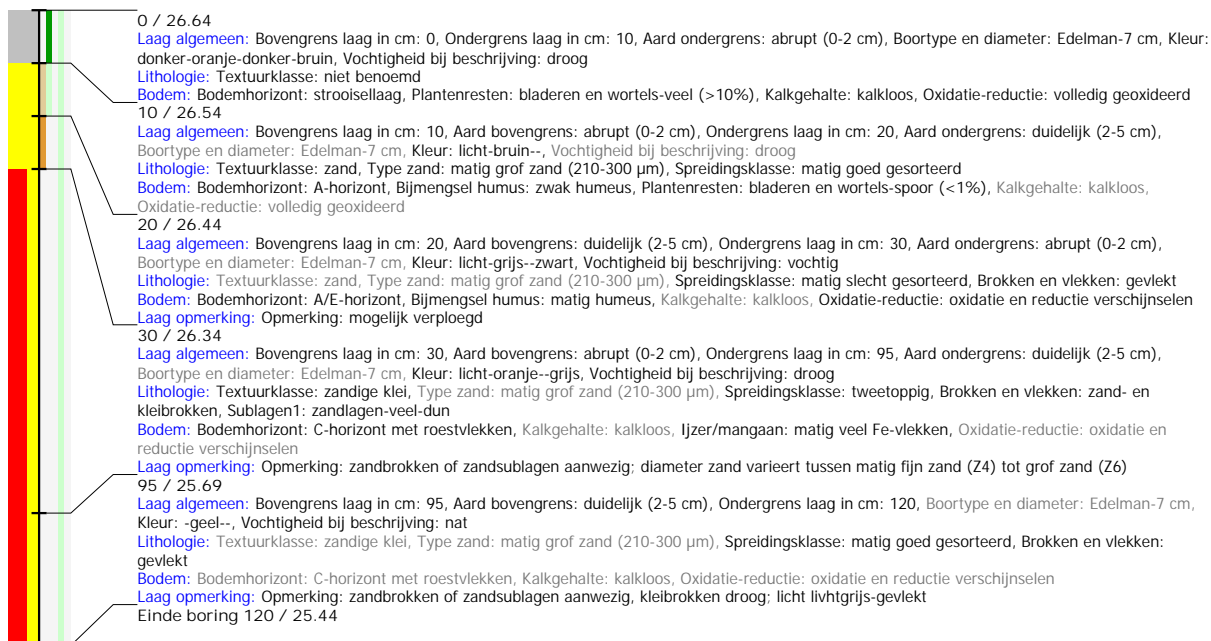 0 / 26.64
Laag algemeen: Bovengrens laag in cm: 0, Ondergrens laag in cm: 10, Aard ondergrens: abrupt (0-2 cm), Boortype en diameter: Edelman-7 cm, Kleur:
donker-oranje-donker-bruin, Vochtigheid bij beschrijving: droog
Lithologie: Textuurklasse: niet benoemd
Bodem: Bodemhorizont: strooisellaag, Plantenresten: bladeren en wortels-veel (>10%), Kalkgehalte: kalkloos, Oxidatie-reductie: volledig geoxideerd
10 / 26.54
Laag algemeen: Bovengrens laag in cm: 10, Aard bovengrens: abrupt (0-2 cm), Ondergrens laag in cm: 20, Aard ondergrens: duidelijk (2-5 cm),
Boortype en diameter: Edelman-7 cm, Kleur: licht-bruin--, Vochtigheid bij beschrijving: droog
Lithologie: Textuurklasse: zand, Type zand: matig grof zand (210-300 µm), Spreidingsklasse: matig goed gesorteerd
Bodem: Bodemhorizont: A-horizont, Bijmengsel humus: zwak humeus, Plantenresten: bladeren en wortels-spoor (<1%), Kalkgehalte: kalkloos,
Oxidatie-reductie: volledig geoxideerd
20 / 26.44
Laag algemeen: Bovengrens laag in cm: 20, Aard bovengrens: duidelijk (2-5 cm), Ondergrens laag in cm: 30, Aard ondergrens: abrupt (0-2 cm),
Boortype en diameter: Edelman-7 cm, Kleur: licht-grijs--zwart, Vochtigheid bij beschrijving: vochtig
Lithologie: Textuurklasse: zand, Type zand: matig grof zand (210-300 µm), Spreidingsklasse: matig slecht gesorteerd, Brokken en vlekken: gevlekt
Bodem: Bodemhorizont: A/E-horizont, Bijmengsel humus: matig humeus, Kalkgehalte: kalkloos, Oxidatie-reductie: oxidatie en reductie verschijnselen
Laag opmerking: Opmerking: mogelijk verploegd
30 / 26.34
Laag algemeen: Bovengrens laag in cm: 30, Aard bovengrens: abrupt (0-2 cm), Ondergrens laag in cm: 95, Aard ondergrens: duidelijk (2-5 cm),
Boortype en diameter: Edelman-7 cm, Kleur: licht-oranje--grijs, Vochtigheid bij beschrijving: droog
Lithologie: Textuurklasse: zandige klei, Type zand: matig grof zand (210-300 µm), Spreidingsklasse: tweetoppig, Brokken en vlekken: zand- en
kleibrokken, Sublagen1: zandlagen-veel-dun
Bodem: Bodemhorizont: C-horizont met roestvlekken, Kalkgehalte: kalkloos, Ijzer/mangaan: matig veel Fe-vlekken, Oxidatie-reductie: oxidatie en
reductie verschijnselen
Laag opmerking: Opmerking: zandbrokken of zandsublagen aanwezig; diameter zand varieert tussen matig fijn zand (Z4) tot grof zand (Z6)
95 / 25.69
Laag algemeen: Bovengrens laag in cm: 95, Aard bovengrens: duidelijk (2-5 cm), Ondergrens laag in cm: 120, Boortype en diameter: Edelman-7 cm,
Kleur: -geel--, Vochtigheid bij beschrijving: nat
Lithologie: Textuurklasse: zandige klei, Type zand: matig grof zand (210-300 µm), Spreidingsklasse: matig goed gesorteerd, Brokken en vlekken:
gevlekt
Bodem: Bodemhorizont: C-horizont met roestvlekken, Kalkgehalte: kalkloos, Oxidatie-reductie: oxidatie en reductie verschijnselen
Laag opmerking: Opmerking: zandbrokken of zandsublagen aanwezig, kleibrokken droog; licht livhtgrijs-gevlekt
Einde boring 120 / 25.44